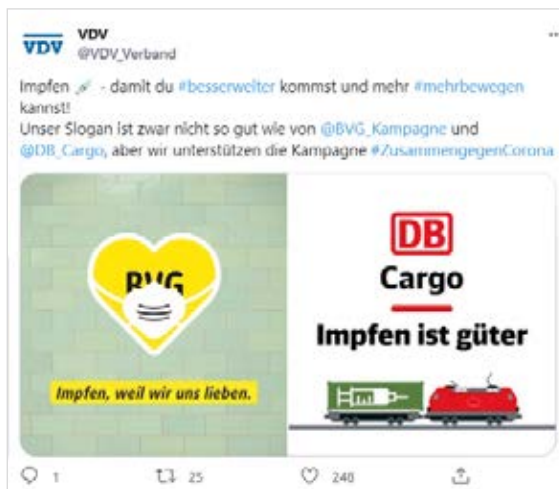 VDV
VDV
@VDV_Verband
Impfen - damit du #besserweiter kommst und mehr #mehrbewegen
kannst!
Unser Slogan ist zwar nicht so gut wie von @BVG_Kampagne und
@DB_Cargo, aber wir unterstützen die Kampagne #ZusammengegenCorona
BVG
Impfen, weil wir uns lieben.
DB
Cargo
Impfen ist güter
1 25 240